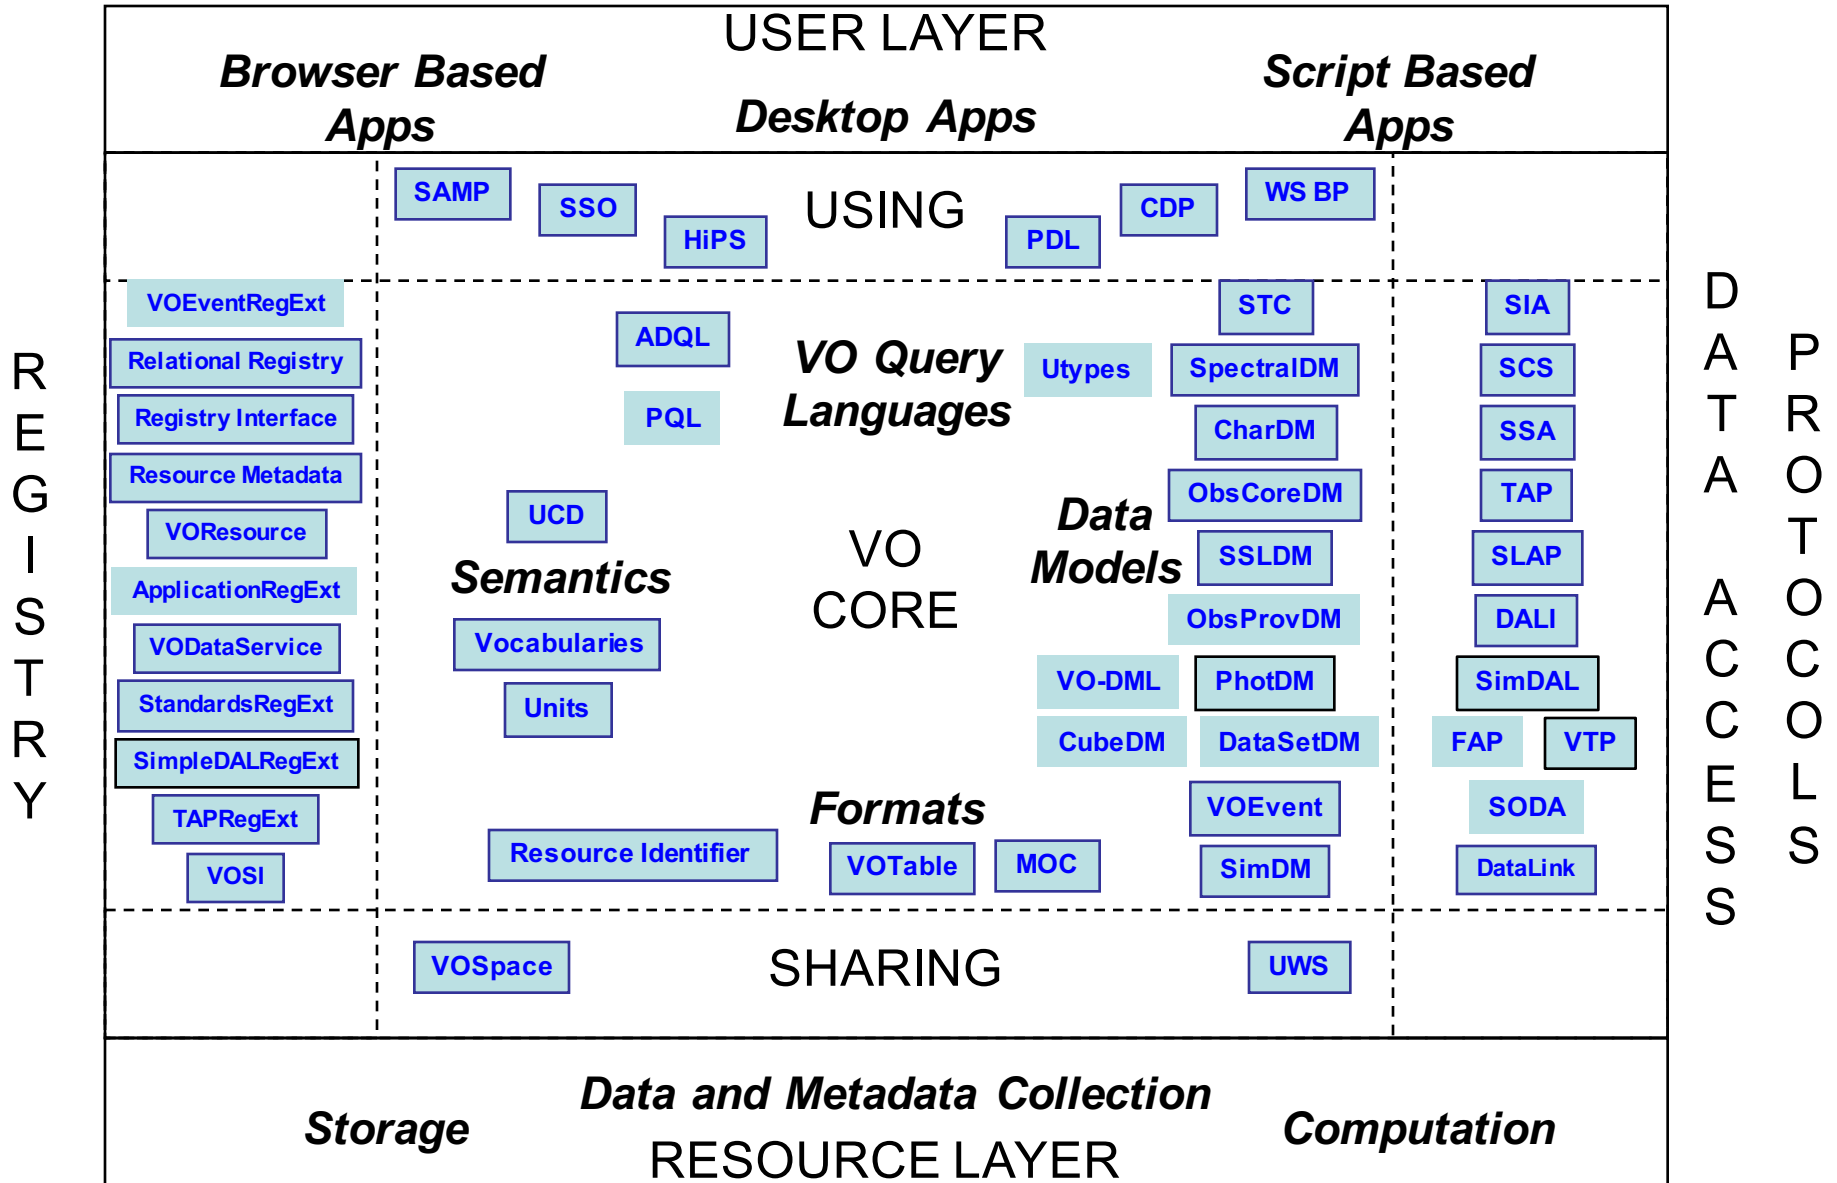 USER LAYER
Browser Based
Apps
Desktop Apps
Script Based
Apps
SAMP
SSO
HiPS
USING
PDL
CDP
WS BP
REGISTRY
VOEventRegExt
Relational Registry
Registry Interface
Resource Metadata
VOResource
ApplicationRegExt
VODataService
StandardsRegExt
SimpleDALRegExt
TAPRegExt
VOSI
ADQL
PQL
VO Query
Languages
UCD
Semantics
Vocabularies
Units
VO
CORE
Data
Models
Utypes
STC
SpectralDM
CharDM
ObsCoreDM
SSLDM
ObsProvDM
VO-DML
PhotDM
CubeDM
DataSetDM
VOEvent
SimDM
Formats
Resource Identifier
VOTable
MOC
SIA
SCS
SSA
TAP
SLAP
DALI
SimDAL
FAP
VTP
SODA
DataLink
DATA ACCESS
PROTOCOLS
VOSpace
SHARING
UWS
Storage
Data and Metadata Collection
Computation
RESOURCE LAYER